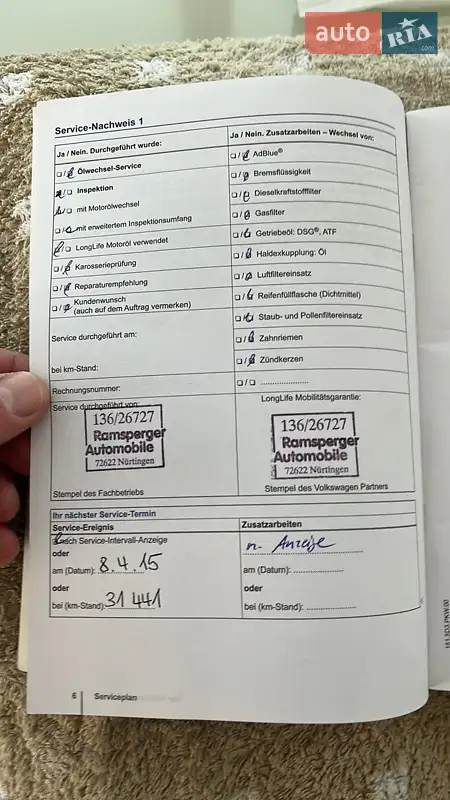 auto RIA.com
Service-Nachweis 1
Ja / Nein. Durchgeführt wurde:
Ja / Nein. Zusatzarbeiten – Wechsel von:
☐/☐ Ölwechsel-Service
☐/☐ AdBlue®
☐/☐ Inspektion
☐/☐ Bremsflüssigkeit
☐/☐ mit Motorölwechsel
☐/☐ Dieselkraftstofffilter
☐/☐ mit erweitertem Inspektionsumfang
☐/☐ Gasfilter
☐/☐ LongLife Motoröl verwendet
☐/☐ Getriebeöl: DSG®, ATF
☐/☐ Karosserieprüfung
☐/☐ Haldexkupplung: Öl
☐/☐ Reparaturempfehlung
☐/☐ Luftfiltereinsatz
☐/☐ Kundenwunsch
(auch auf dem Auftrag vermerken)
☐/☐ Reifenfüllflasche (Dichtmittel)
☐/☐ Staub- und Pollenfiltereinsatz
Service durchgeführt am:
☐/☐ Zahnriemen
bei km-Stand:
☐/☐ Zündkerzen
Rechnungsnummer:
☐/☐ .....................
Service durchgeführt von:
LongLife Mobilitätsgarantie:
136/26727
Ramsperger
Automobile
72622 Nürtingen
136/26727
Ramsperger
Automobile
72622 Nürtingen
Stempel des Fachbetriebs
Stempel des Volkswagen Partners
Ihr nächster Service-Termin
Service-Ereignis
Zusatzarbeiten
nach Service-Intervall-Anzeige
n. Anzeige
oder
am (Datum): 8.4.15
am (Datum): .....................
oder
oder
bei (km-Stand): 31 441
bei (km-Stand): .....................
6 Serviceplan